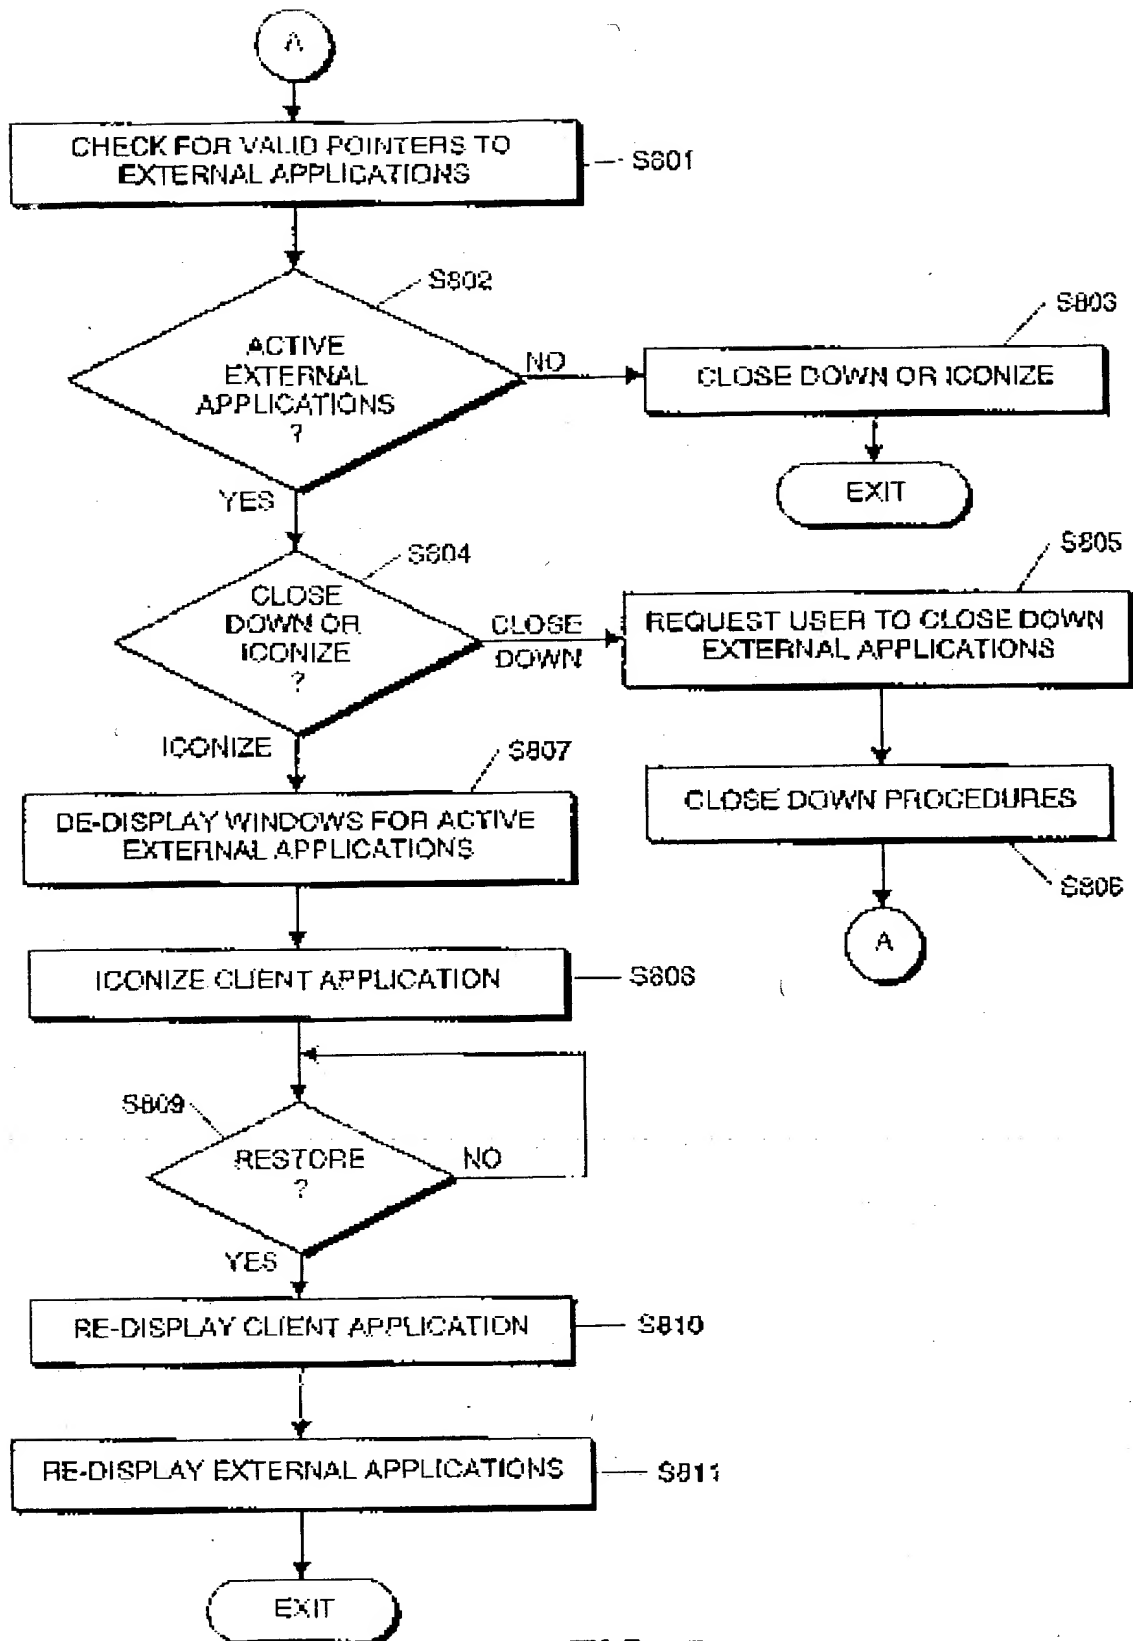 A
CHECK FOR VALID POINTERS TO
EXTERNAL APPLICATIONS
S801
S802
ACTIVE
EXTERNAL
APPLICATIONS
?
NO
S803
CLOSE DOWN OR ICONIZE
EXIT
YES
S804
CLOSE
DOWN OR
ICONIZE
?
CLOSE
DOWN
S805
REQUEST USER TO CLOSE DOWN
EXTERNAL APPLICATIONS
ICONIZE
S807
DE-DISPLAY WINDOWS FOR ACTIVE
EXTERNAL APPLICATIONS
CLOSE DOWN PROCEDURES
S806
A
ICONIZE CLIENT APPLICATION
S808
S809
RESTORE
?
NO
YES
RE-DISPLAY CLIENT APPLICATION
S810
RE-DISPLAY EXTERNAL APPLICATIONS
S811
EXIT